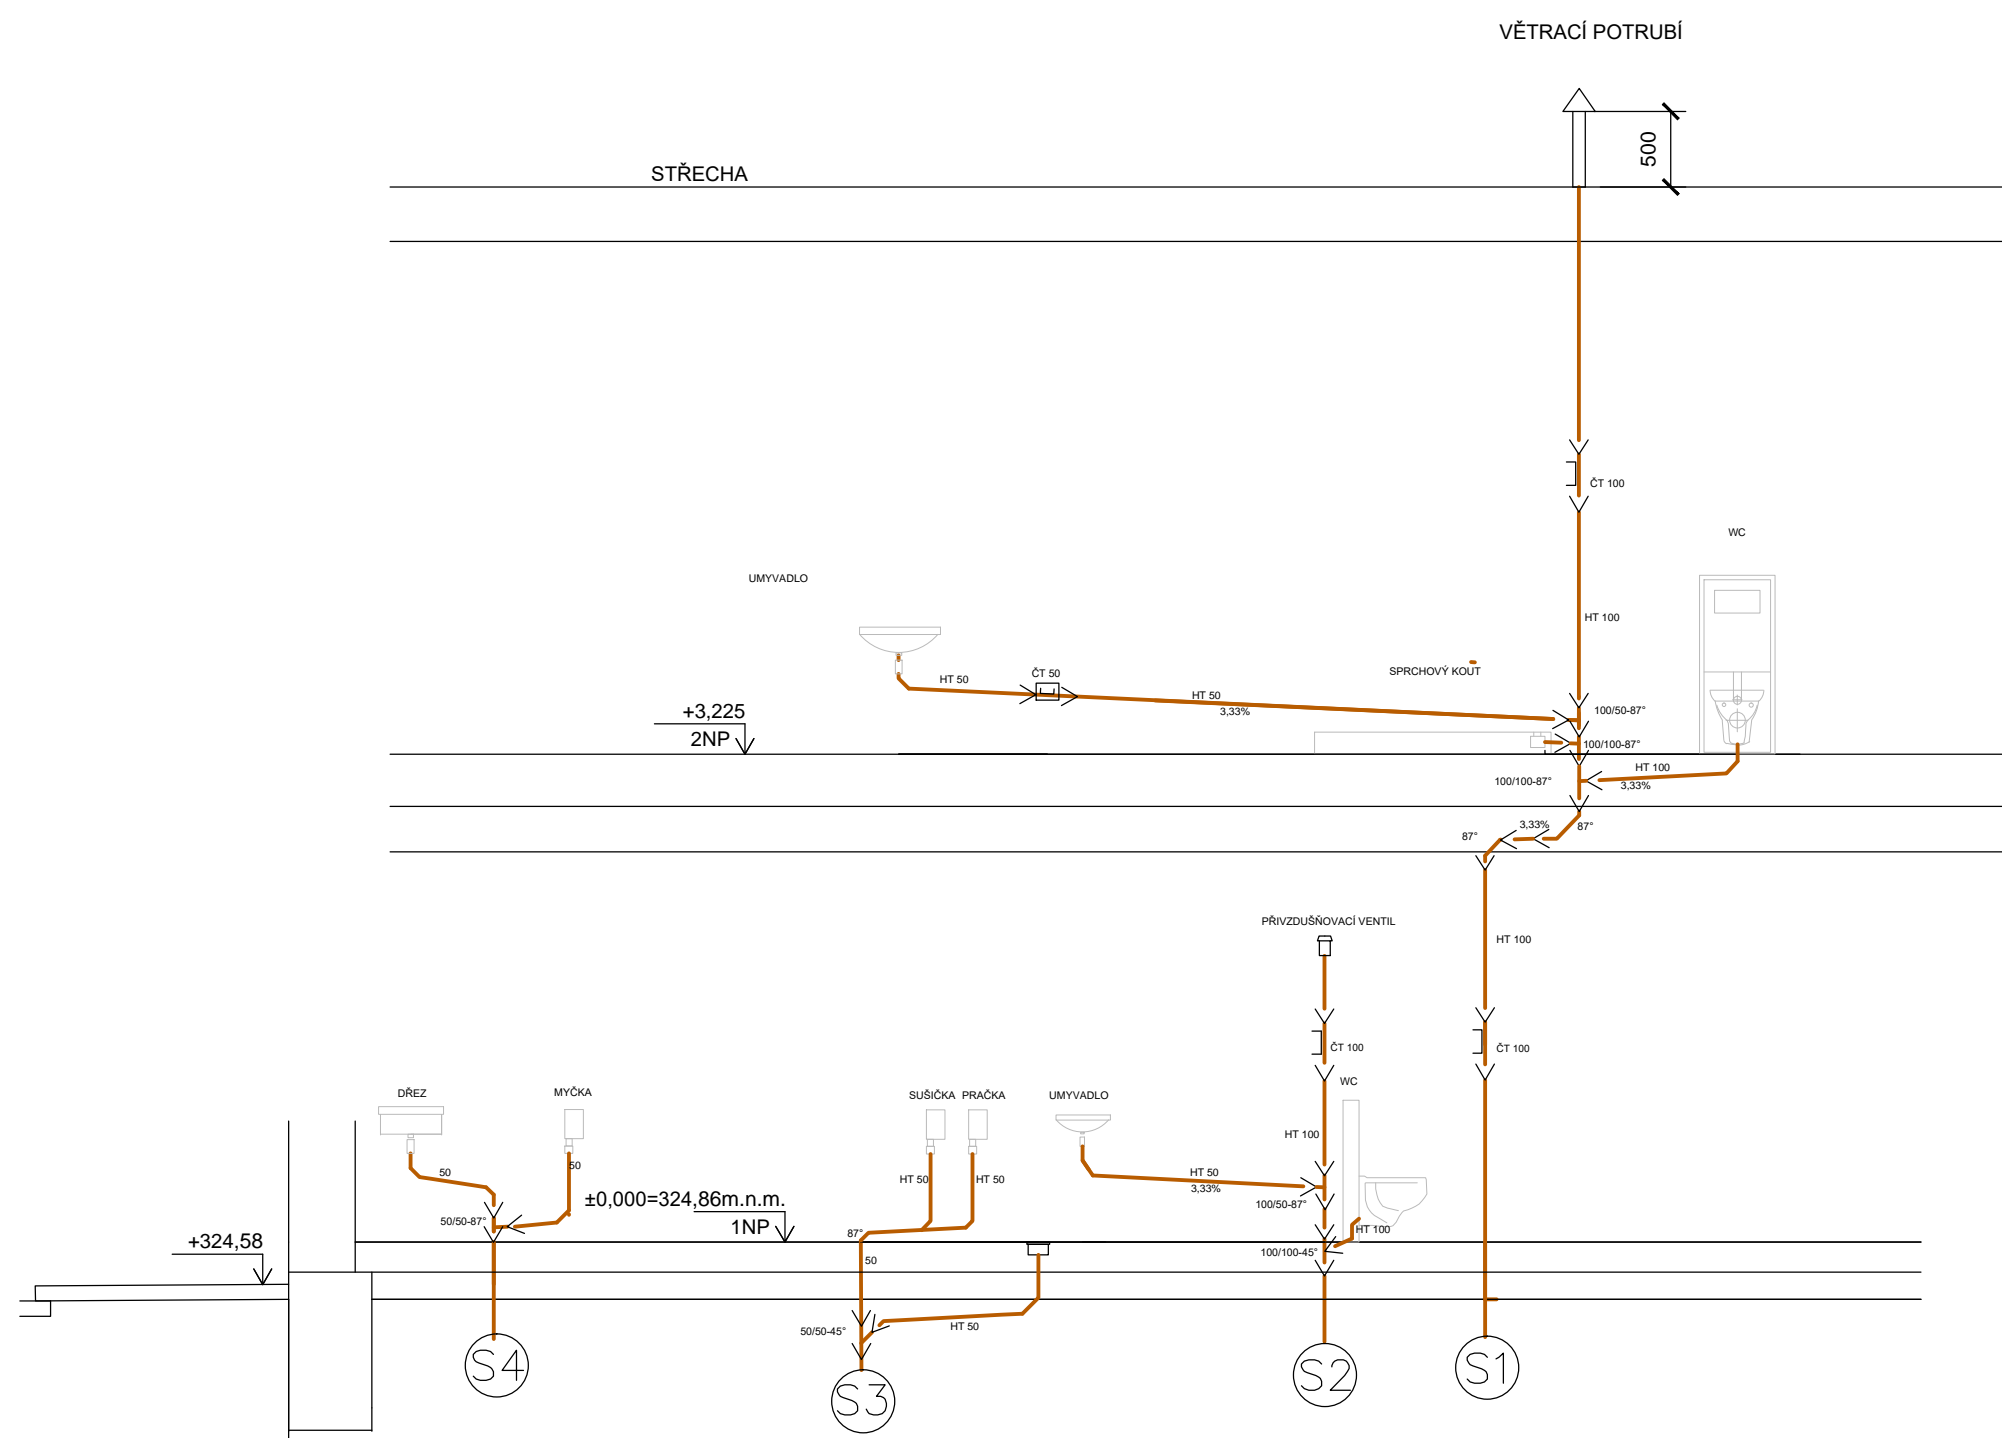 VĚTRACÍ POTRUBÍ
500
STŘECHA
ČT 100
WC
UMYVADLO
HT 100
SPRCHOVÝ KOUT
ČT 50
HT 50
HT 50
3,33%
100/50-87°
+3,225
2NP
100/100-87°
HT 100
3,33%
100/100-87°
3,33%
87°
87°
PŘIVZDUŠŇOVACÍ VENTIL
HT 100
ČT 100
ČT 100
WC
DŘEZ
MYČKA
SUŠIČKA
PRAČKA
UMYVADLO
HT 100
50
50
HT 50
HT 50
HT 50
3,33%
±0,000=324,86m.n.m.
1NP
100/50-87°
50/50-87°
87°
HT 100
+324,58
50
100/100-45°
50/50-45°
HT 50
S4
S3
S2
S1